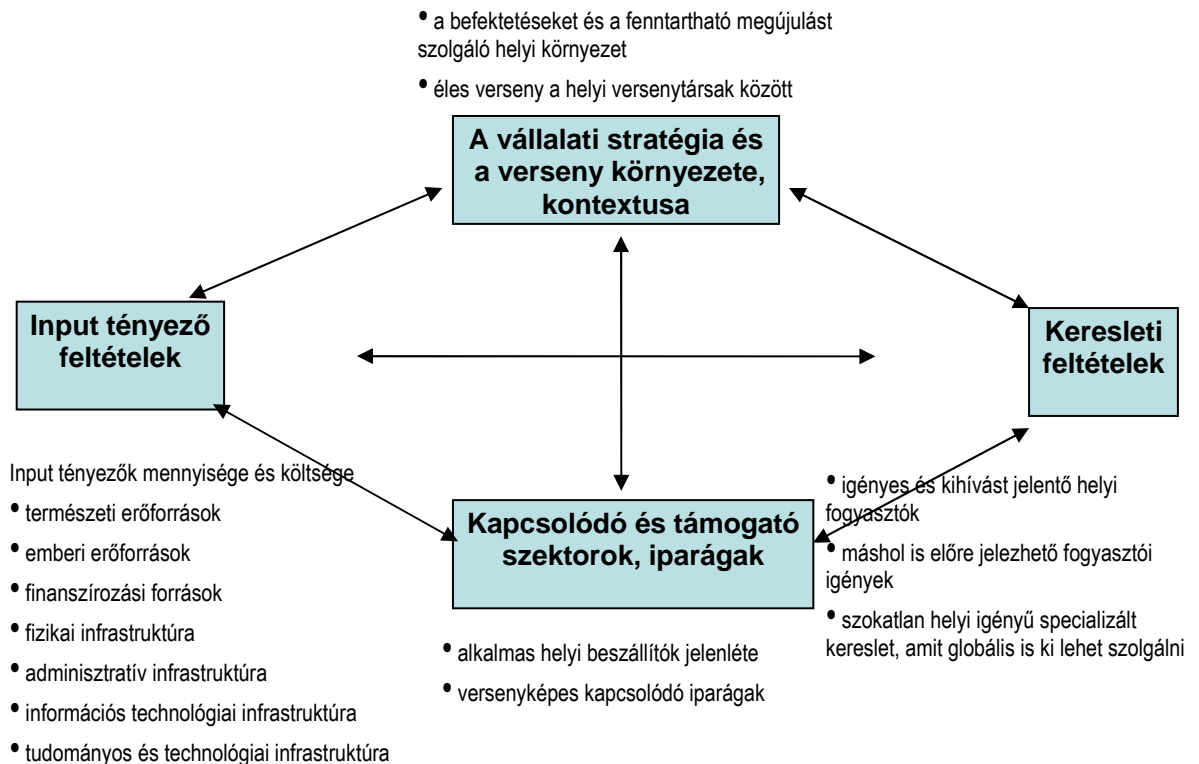 • a befektetéseket és a fenntartható megújulást
szolgáló helyi környezet
• éles verseny a helyi versenytársak között
A vállalati stratégia és
a verseny környezete,
kontextusa
Input tényező
feltételek
Keresleti
feltételek
Input tényezők mennyisége és költsége
• természeti erőforrások
• emberi erőforrások
• finanszírozási források
• fizikai infrastruktúra
• adminisztratív infrastruktúra
• információs technológiai infrastruktúra
• tudományos és technológiai infrastruktúra
Kapcsolódó és támogató
szektorok, iparágak
• alkalmas helyi beszállítók jelenléte
• versenyképes kapcsolódó iparágak
• igényes és kihívást jelentő helyi
fogyasztók
• máshol is előre jelezhető fogyasztói
igények
• szokatlan helyi igényű specializált
kereslet, amit globális is ki lehet szolgálni